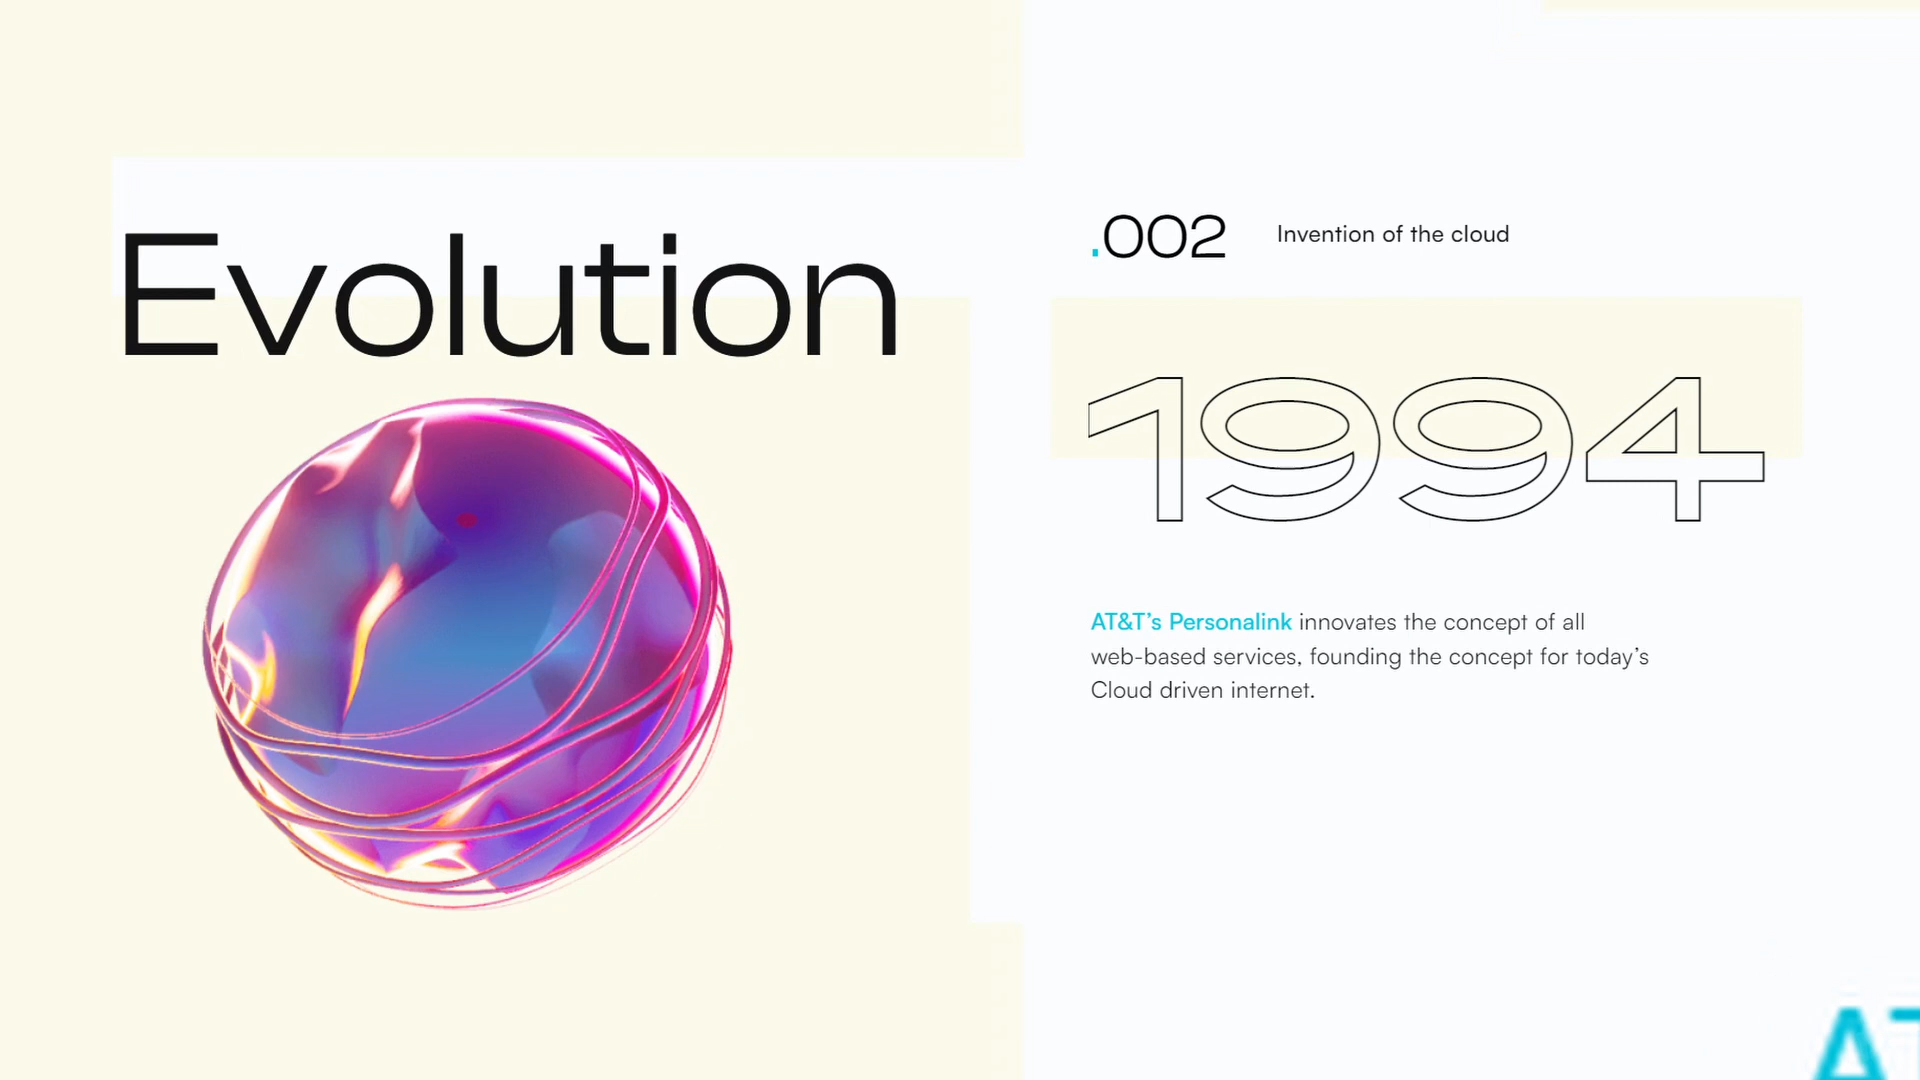 Evolution
.002
Invention of the cloud
1994
AT&T’s Personalink innovates the concept of all
web-based services, founding the concept for today’s
Cloud driven internet.
AT